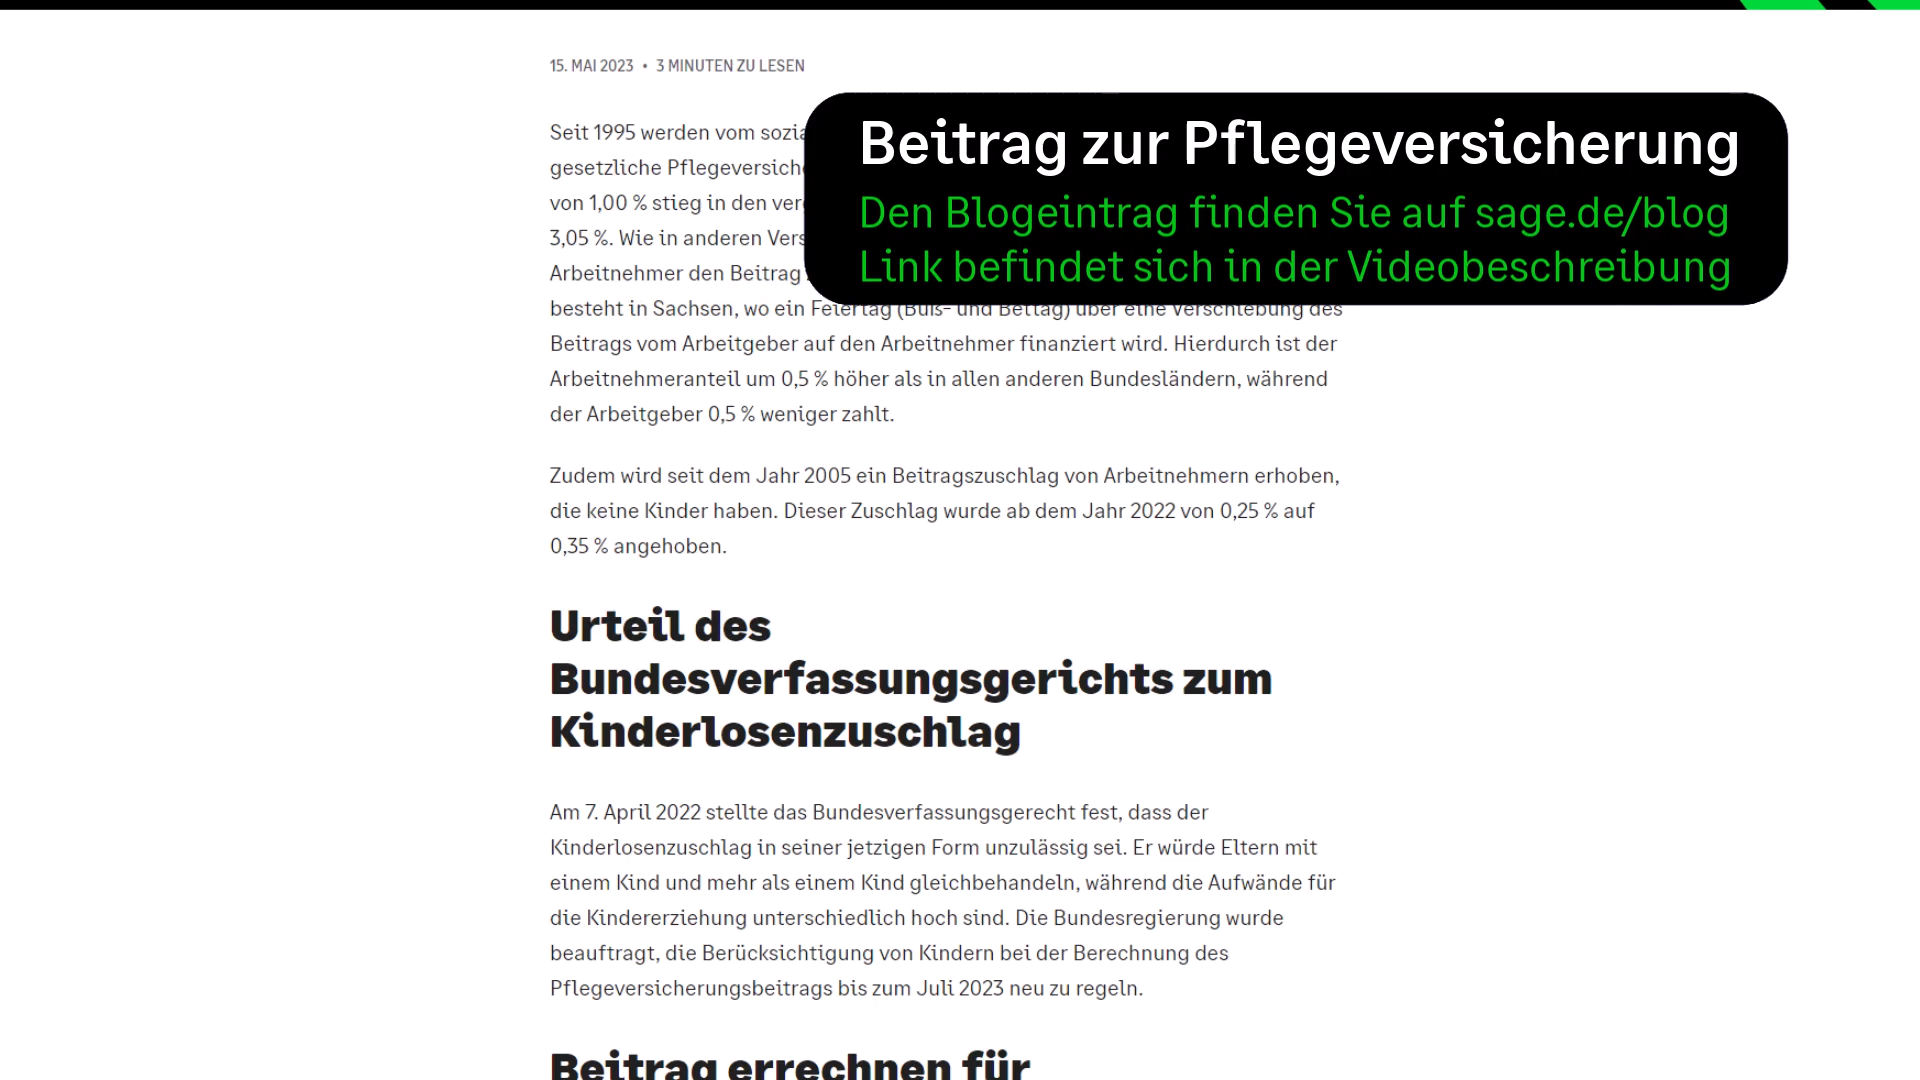 15. MAI 2023 • 3 MINUTEN ZU LESEN
Beitrag zur Pflegeversicherung
Den Blogeintrag finden Sie auf sage.de/blog
Link befindet sich in der Videobeschreibung
Seit 1995 werden vom
gesetzliche
von 1,00 % stieg in den
3,05 %. Wie in anderen
Arbeitnehmer den Beitrag
besteht in Sachsen, wo ein Feiertag (Buß- und Bettag) über eine Verschiebung des
Beitrags vom Arbeitgeber auf den Arbeitnehmer finanziert wird. Hierdurch ist der
Arbeitnehmeranteil um 0,5 % höher als in allen anderen Bundesländern, während
der Arbeitgeber 0,5 % weniger zahlt.
Zudem wird seit dem Jahr 2005 ein Beitragszuschlag von Arbeitnehmern erhoben,
die keine Kinder haben. Dieser Zuschlag wurde ab dem Jahr 2022 von 0,25 % auf
0,35 % angehoben.
Urteil des
Bundesverfassungsgerichts zum
Kinderlosenzuschlag
Am 7. April 2022 stellte das Bundesverfassungsgerecht fest, dass der
Kinderlosenzuschlag in seiner jetzigen Form unzulässig sei. Er würde Eltern mit
einem Kind und mehr als einem Kind gleichbehandeln, während die Aufwände für
die Kindererziehung unterschiedlich hoch sind. Die Bundesregierung wurde
beauftragt, die Berücksichtigung von Kindern bei der Berechnung des
Pflegeversicherungsbeitrags bis zum Juli 2023 neu zu regeln.
Beitrag errechnen für